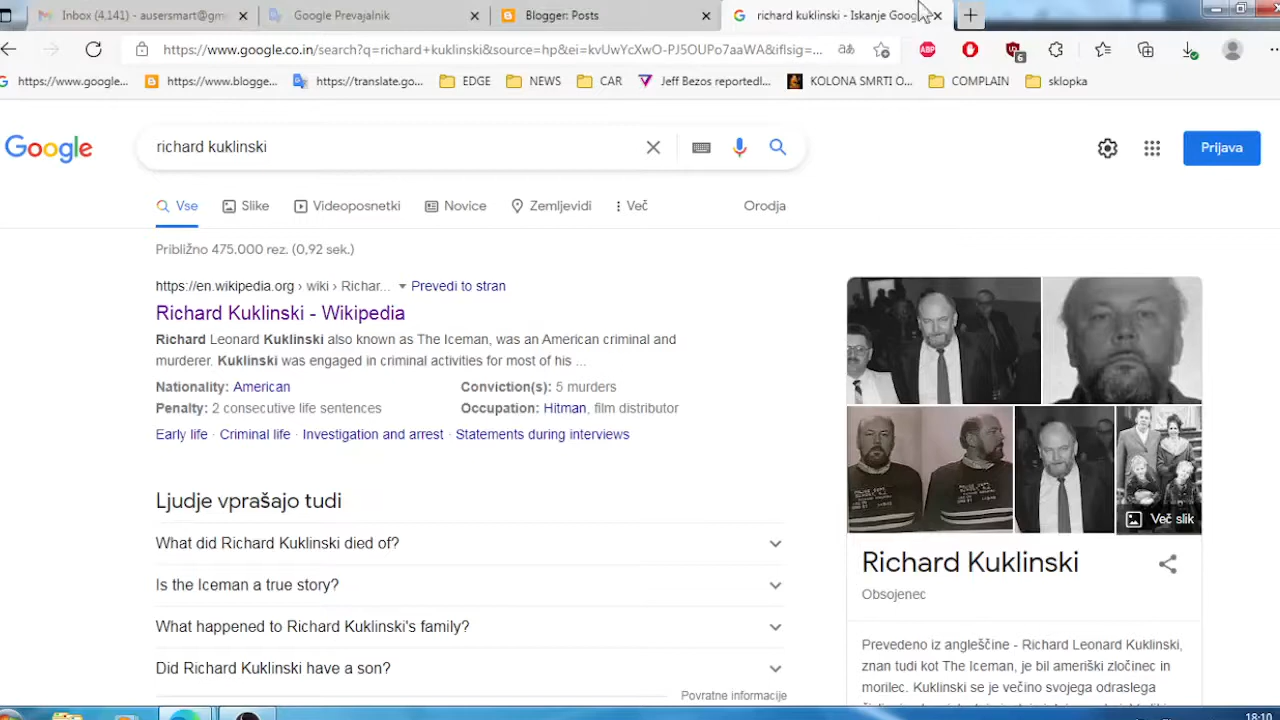 Inbox (4,141) - ausersmart@gm
Google Prevajalnik
Blogger: Posts
richard kuklinski - Iskanje Goog
https://www.google.co.in/search?q=richard+kuklinski&source=hp&ei=kvUwYcXwO-PJ5OUPo7aaWA&iflsig=...
ABP
6
https://www.google...
https://www.blogge...
https://translate.go...
EDGE
NEWS
CAR
Jeff Bezos reportedl...
KOLONA SMRTI O...
COMPLAIN
sklopka
Google
richard kuklinski
Prijava
Vse
Slike
Videoposnetki
Novice
Zemljevidi
Več
Orodja
Približno 475.000 rez. (0,92 sek.)
https://en.wikipedia.org › wiki › Richar... Prevedi to stran
Richard Kuklinski - Wikipedia
Richard Leonard Kuklinski also known as The Iceman, was an American criminal and
murderer. Kuklinski was engaged in criminal activities for most of his ...
Nationality: American
Conviction(s): 5 murders
Penalty: 2 consecutive life sentences
Occupation: Hitman, film distributor
Early life · Criminal life · Investigation and arrest · Statements during interviews
Ljudje vprašajo tudi
What did Richard Kuklinski died of?
Is the Iceman a true story?
What happened to Richard Kuklinski's family?
Did Richard Kuklinski have a son?
Povratne informacije
Več slik
Richard Kuklinski
Obsojenec
Prevedeno iz angleščine - Richard Leonard Kuklinski,
znan tudi kot The Iceman, je bil ameriški zločinec in
morilec. Kuklinski se je večino svojega odraslega
18:10